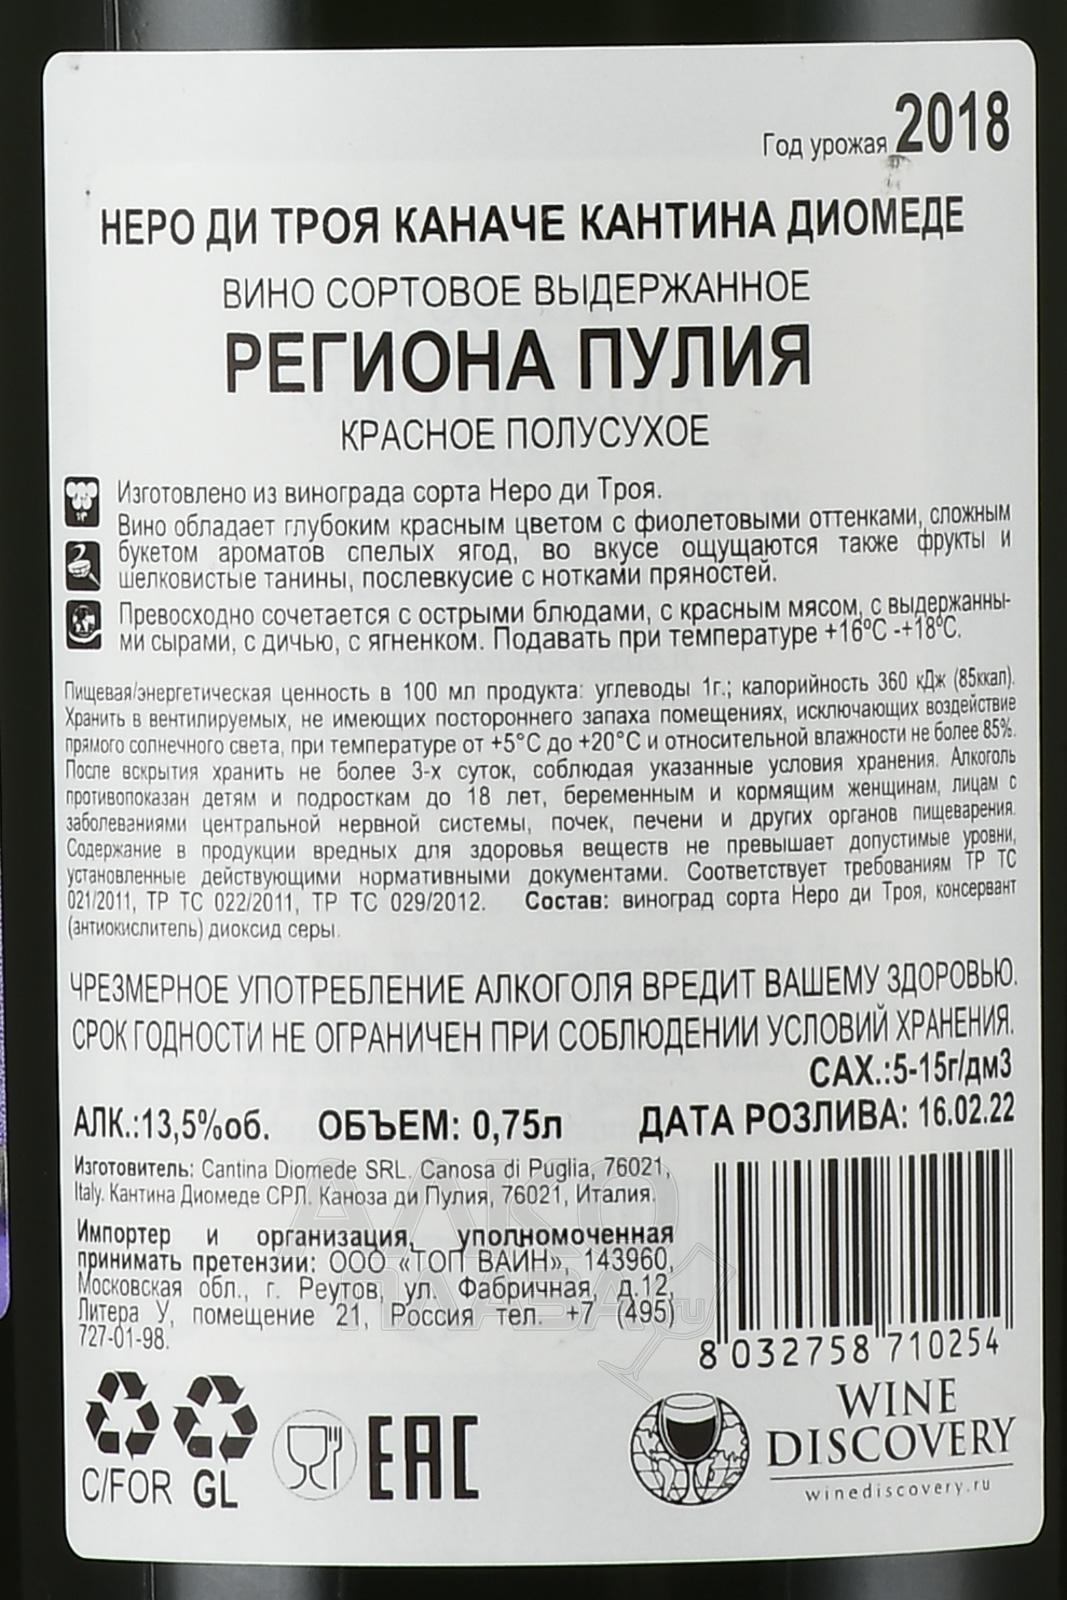 Год урожая 2018
НЕРО ДИ ТРОЯ КАНАЧЕ КАНТИНА ДИОМЕДЕ
ВИНО СОРТОВОЕ ВЫДЕРЖАННОЕ
РЕГИОНА ПУЛИЯ
КРАСНОЕ ПОЛУСУХОЕ
Изготовлено из винограда сорта Неро ди Троя.
Вино обладает глубоким красным цветом с фиолетовыми оттенками, сложным
букетом ароматов спелых ягод, во вкусе ощущаются также фрукты и
шелковистые танины, послевкусие с нотками пряностей.
Превосходно сочетается с острыми блюдами, с красным мясом, с выдержанны-
ми сырами, с дичью, с ягненком. Подавать при температуре +16°C -+18°C.
Пищевая/энергетическая ценность в 100 мл продукта: углеводы 1г.; калорийность 360 кДж (85ккал).
Хранить в вентилируемых, не имеющих постороннего запаха помещениях, исключающих воздействие
прямого солнечного света, при температуре от +5°C до +20°C и относительной влажности не более 85%.
После вскрытия хранить не более 3-х суток, соблюдая указанные условия хранения. Алкоголь
противопоказан детям и подросткам до 18 лет, беременным и кормящим женщинам, лицам с
заболеваниями центральной нервной системы, почек, печени и других органов пищеварения.
Содержание в продукции вредных для здоровья веществ не превышает допустимые уровни,
установленные действующими нормативными документами. Соответствует требованиям ТР ТС
021/2011, ТР ТС 022/2011, ТР ТС 029/2012. Состав: виноград сорта Неро ди Троя, консервант
(антиокислитель) диоксид серы.
ЧРЕЗМЕРНОЕ УПОТРЕБЛЕНИЕ АЛКОГОЛЯ ВРЕДИТ ВАШЕМУ ЗДОРОВЬЮ.
СРОК ГОДНОСТИ НЕ ОГРАНИЧЕН ПРИ СОБЛЮДЕНИИ УСЛОВИЙ ХРАНЕНИЯ.
САХ.:5-15г/дм3
АЛК.:13,5%об. ОБЪЕМ: 0,75л ДАТА РОЗЛИВА: 16.02.22
Изготовитель: Cantina Diomede SRL. Canosa di Puglia, 76021,
Italy. Кантина Диомеде СРЛ. Каноза ди Пулия, 76021, Италия.
Импортер и организация, уполномоченная
принимать претензии: ООО «ТОП ВАЙН», 143960,
Московская обл., г. Реутов, ул. Фабричная, д.12,
Литера У, помещение 21, Россия тел. +7 (495)
727-01-98.
8 032758 710254
C/FOR GL
EAC
WINE
DISCOVERY
winediscovery.ru
АЛКО
ПЛАЗА.ru